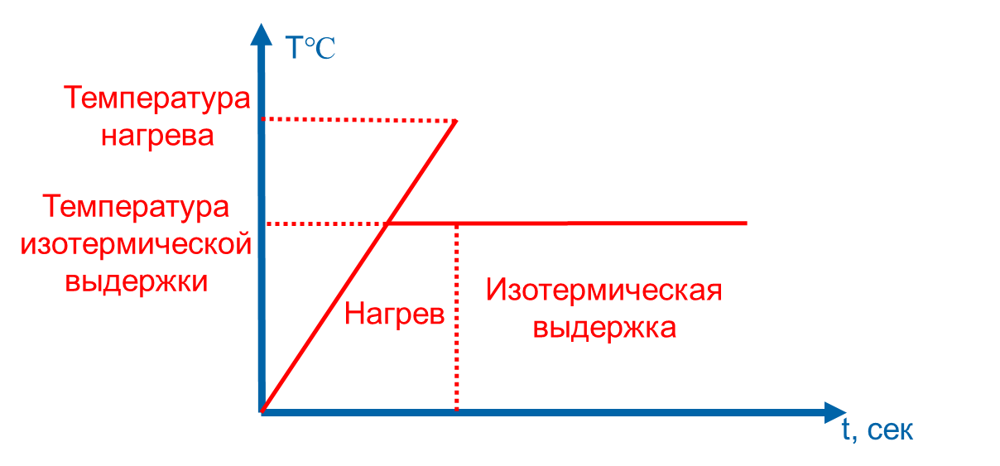 T℃
Температура
нагрева
Температура
изотермической
выдержки
Нагрев
Изотермическая
выдержка
t, сек